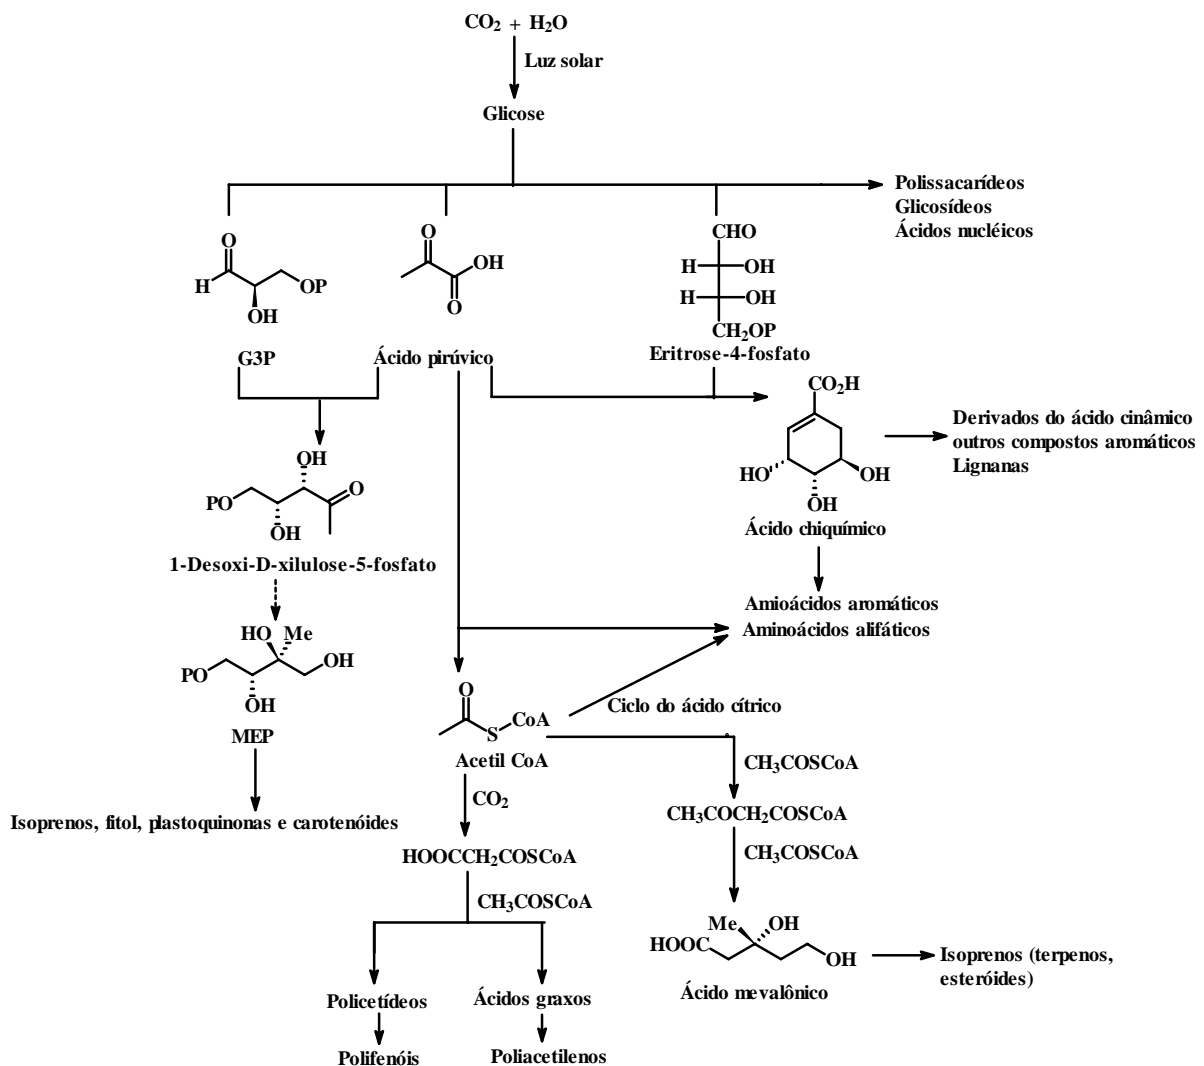 CO₂ + H₂O
Luz solar
Glicose
Polissacarídeos
Glicosídeos
Ácidos nucléicos
O
H
OP
OH
O
OH
O
CHO
H
OH
H
OH
CH₂OP
G3P
Ácido pirúvico
Eritrose-4-fosfato
CO₂H
HO
OH
OH
Ácido chiquímico
Derivados do ácido cinâmico
outros compostos aromáticos
Lignanas
OH
O
PO
OH
1-Desoxi-D-xilulose-5-fosfato
Amioácidos aromáticos
Aminoácidos alifáticos
HO
Me
OH
PO
OH
MEP
O
S
CoA
Acetil CoA
Ciclo do ácido cítrico
CH₃COSCoA
CO₂
CH₃COCH₂COSCoA
Isoprenos, fitol, plastoquinonas e carotenóides
HOOCCH₂COSCoA
CH₃COSCoA
CH₃COSCoA
Me
OH
HOOC
OH
Ácido mevalônico
Isoprenos (terpenos,
esteróides)
Policetídeos
Ácidos graxos
Polifenóis
Poliacetilenos